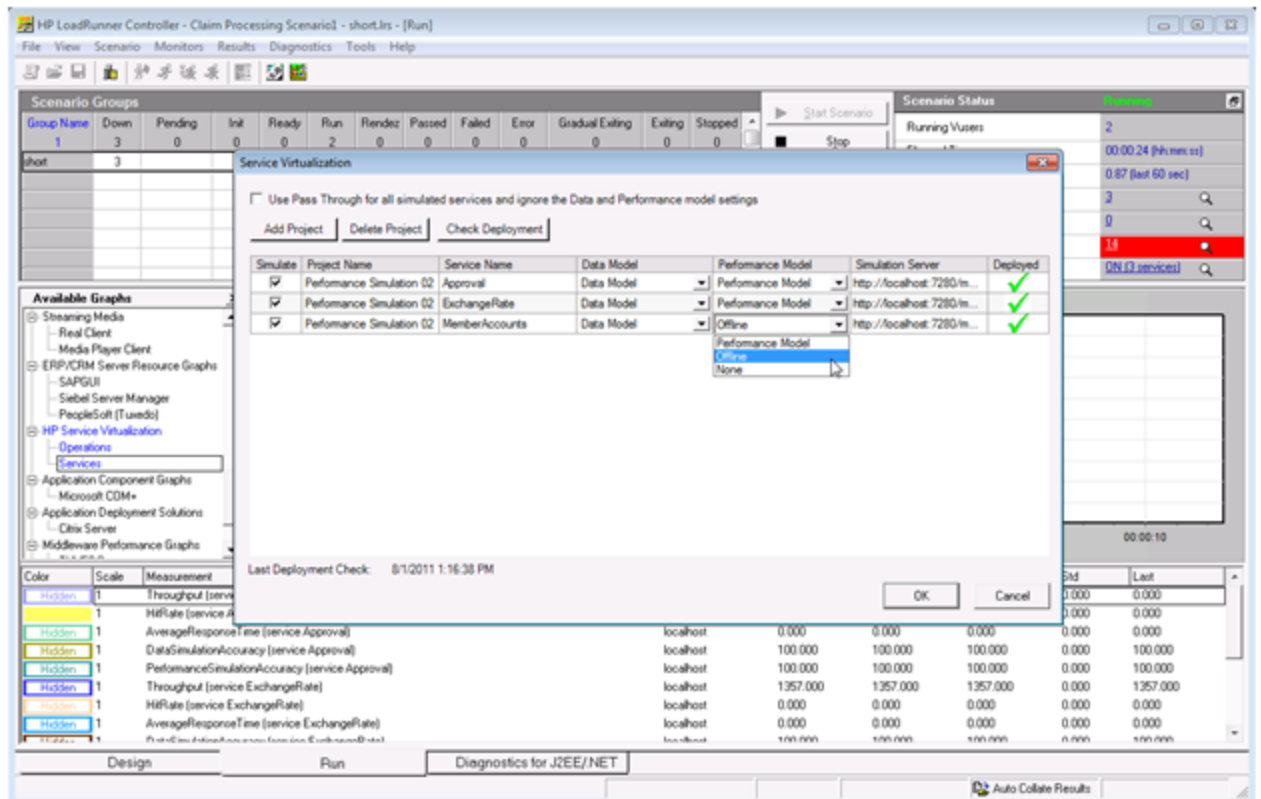 HP LoadRunner Controller - Claim Processing Scenario1 - short.lrs - [Run]
File View Scenario Monitors Results Diagnostics Tools Help
Scenario Groups
Group Name Down Pending Init Ready Run Rendez Passed Failed Error Gradual Exiting Exiting Stopped
1 3 0 0 0 2 0 0 0 0 0 0 0
short 3
Start Scenario
Stop
Scenario Status Running
Running Vusers 2
00:00:24 (hh:mm:ss)
0.87 (last 60 sec)
3
0
14
ON (3 services)
Service Virtualization
Use Pass Through for all simulated services and ignore the Data and Performance model settings
Add Project Delete Project Check Deployment
Simulate Project Name Service Name Data Model Performance Model Simulation Server Deployed
Performance Simulation 02 Approval Data Model Performance Model http://localhost:7280/m...
Performance Simulation 02 ExchangeRate Data Model Performance Model http://localhost:7280/m...
Performance Simulation 02 MemberAccounts Data Model Offline http://localhost:7280/m...
Performance Model
Offline
None
Last Deployment Check: 8/1/2011 1:16:38 PM
OK Cancel
Available Graphs
Streaming Media
Real Client
Media Player Client
ERP/CRM Server Resource Graphs
SAPGUI
Siebel Server Manager
PeopleSoft (Tuxedo)
HP Service Virtualization
Operations
Services
Application Component Graphs
Microsoft COM+
Application Deployment Solutions
Citrix Server
Middleware Performance Graphs
00:00:10
Color Scale Measurement Std Last
Hidden 1 Throughput (serv 0.000 0.000
1 HitRate (service A 0.000 0.000
Hidden 1 AverageResponseTime (service Approval) localhost 0.000 0.000 0.000 0.000 0.000
Hidden 1 DataSimulationAccuracy (service Approval) localhost 100.000 100.000 100.000 0.000 100.000
Hidden 1 PerformanceSimulationAccuracy (service Approval) localhost 100.000 100.000 100.000 0.000 100.000
Hidden 1 Throughput (service ExchangeRate) localhost 1357.000 1357.000 1357.000 0.000 1357.000
Hidden 1 HitRate (service ExchangeRate) localhost 0.000 0.000 0.000 0.000 0.000
Hidden 1 AverageResponseTime (service ExchangeRate) localhost 0.000 0.000 0.000 0.000 0.000
Hidden 1 DataSimulationAccuracy (service ExchangeRate) localhost 100.000 100.000 100.000 0.000 100.000
Design Run Diagnostics for J2EE/.NET
Auto Collate Results